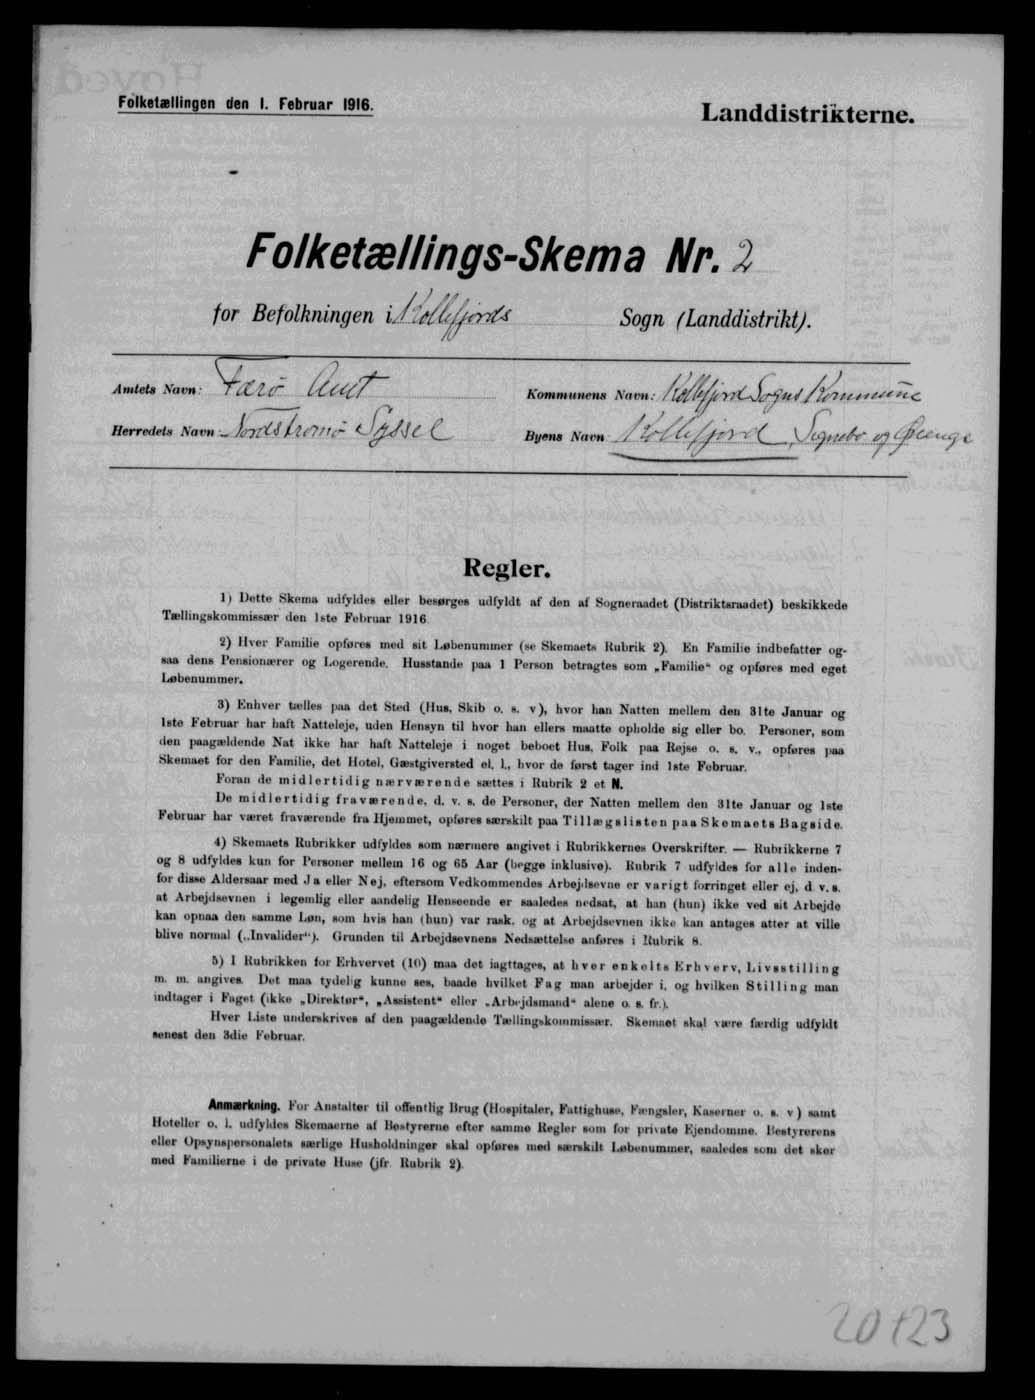 Folketællingen den 1. Februar 1916.
Landdistrikterne.
Folketællings-Skema Nr. 2
for Befolkningen i Kollefjords Sogn (Landdistrikt).
Amtets Navn: Færø Amt
Kommunens Navn: Kollefjord Sogns Kommune
Herredets Navn Nordstrømø Syssel
Byens Navn Kollefjord, Signebø og Øienge
Regler.
1) Dette Skema udfyldes eller besørges udfyldt af den af Sogneraadet (Distriktsraadet) beskikkede
Tællingskommissær den 1ste Februar 1916
2) Hver Familie opføres med sit Løbenummer (se Skemaets Rubrik 2). En Familie indbefatter og-
saa dens Pensionærer og Logerende. Husstande paa 1 Person betragtes som „Familie“ og opføres med eget
Løbenummer.
3) Enhver tælles paa det Sted (Hus, Skib o. s. v), hvor han Natten mellem den 31te Januar og
1ste Februar har haft Natteleje, uden Hensyn til hvor han ellers maatte opholde sig eller bo. Personer, som
den paagældende Nat ikke har haft Natteleje i noget beboet Hus, Folk paa Rejse o. s. v., opføres paa
Skemaet for den Familie, det Hotel, Gæstgiversted el. l., hvor de først tager ind 1ste Februar.
Foran de midlertidig nærværende sættes i Rubrik 2 et N.
De midlertidig fraværende, d. v. s. de Personer, der Natten mellem den 31te Januar og 1ste
Februar har været fraværende fra Hjemmet, opføres særskilt paa Tillægslisten paa Skemaets Bagside.
4) Skemaets Rubrikker udfyldes som nærmere angivet i Rubrikkernes Overskrifter. — Rubrikkerne 7
og 8 udfyldes kun for Personer mellem 16 og 65 Aar (begge inklusive). Rubrik 7 udfyldes for alle inden-
for disse Aldersaar med Ja eller Nej, eftersom Vedkommendes Arbejdsevne er varigt forringet eller ej, d. v. s.
at Arbejdsevnen i legemlig eller aandelig Henseende er saaledes nedsat, at han (hun) ikke ved sit Arbejde
kan opnaa den samme Løn, som hvis han (hun) var rask, og at Arbejdsevnen ikke kan antages atter at ville
blive normal („Invalider“). Grunden til Arbejdsevnens Nedsættelse anføres i Rubrik 8.
5) I Rubrikken for Erhvervet (10) maa det iagttages, at hver enkelts Erhverv, Livsstilling
m. m. angives. Det maa tydelig kunne ses, baade hvilket Fag man arbejder i, og hvilken Stilling man
indtager i Faget (ikke „Direktør“, „Assistent“ eller „Arbejdsmand“ alene o. s. fr.).
Hver Liste underskrives af den paagældende Tællingskommissær. Skemaet skal være færdig udfyldt
senest den 3die Februar.
Anmærkning. For Anstalter til offentlig Brug (Hospitaler, Fattighuse, Fængsler, Kaserner o. s. v) samt
Hoteller o. l. udfyldes Skemaerne af Bestyrerne efter samme Regler som for private Ejendomme. Bestyrerens
eller Opsynspersonalets særlige Husholdninger skal opføres med særskilt Løbenummer, saaledes som det sker
med Familierne i de private Huse (jfr. Rubrik 2).
20+23